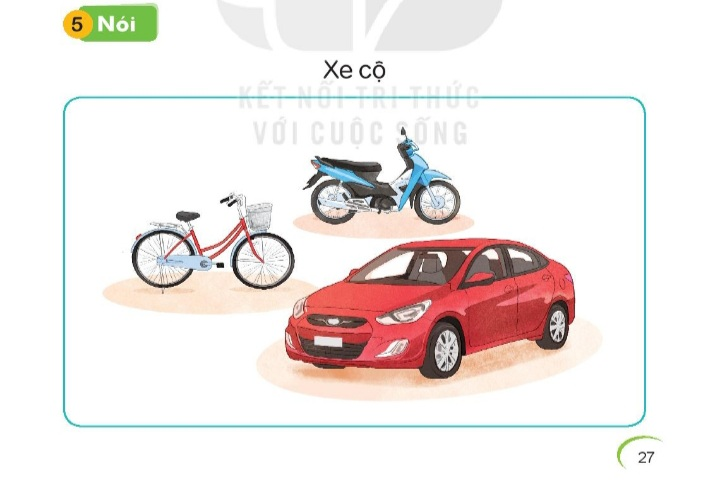 5 Nói
Xe cộ
KẾT NỐI TRI THỨC
VỚI CUỘC SỐNG
27